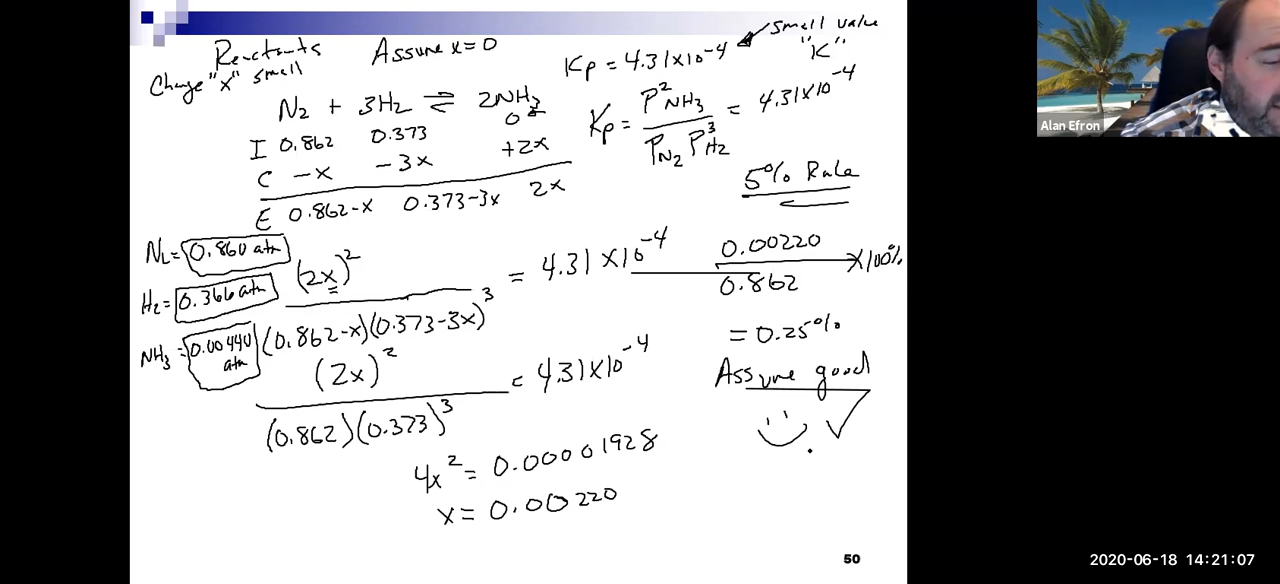 Reactants Assume x=0
Change "x" small
Kp = 4.31×10⁻⁴ small value "K"
N₂ + 3H₂ ⇌ 2NH₃
I 0.862 0.373 0
C -x -3x +2x
E 0.862-x 0.373-3x 2x
Kp = P²NH₃ / PN₂ P³H₂ = 4.31×10⁻⁴
5% Rule
N₂ = 0.860 atm
H₂ = 0.366 atm
NH₃ = 0.00440 atm
(2x)² / (0.862-x)(0.373-3x)³ = 4.31×10⁻⁴
(2x)² / (0.862)(0.373)³ = 4.31×10⁻⁴
4x² = 0.00001928
x = 0.00220
0.00220 / 0.862 ×100%
= 0.25%
Assume good
Alan Efron
50
2020-06-18 14:21:07